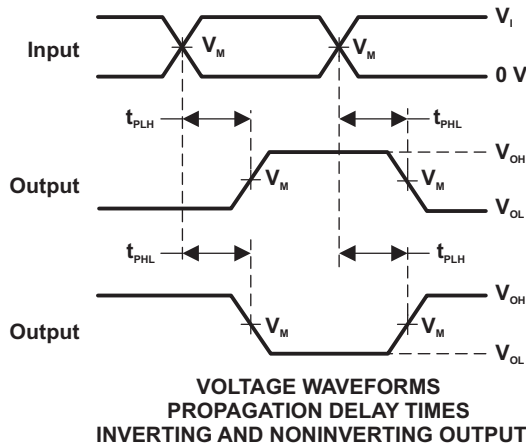 V_I
Input
V_M
V_M
0 V
t_PLH
t_PHL
V_OH
Output
V_M
V_M
V_OL
t_PHL
t_PLH
V_OH
Output
V_M
V_M
V_OL
VOLTAGE WAVEFORMS
PROPAGATION DELAY TIMES
INVERTING AND NONINVERTING OUTPUT